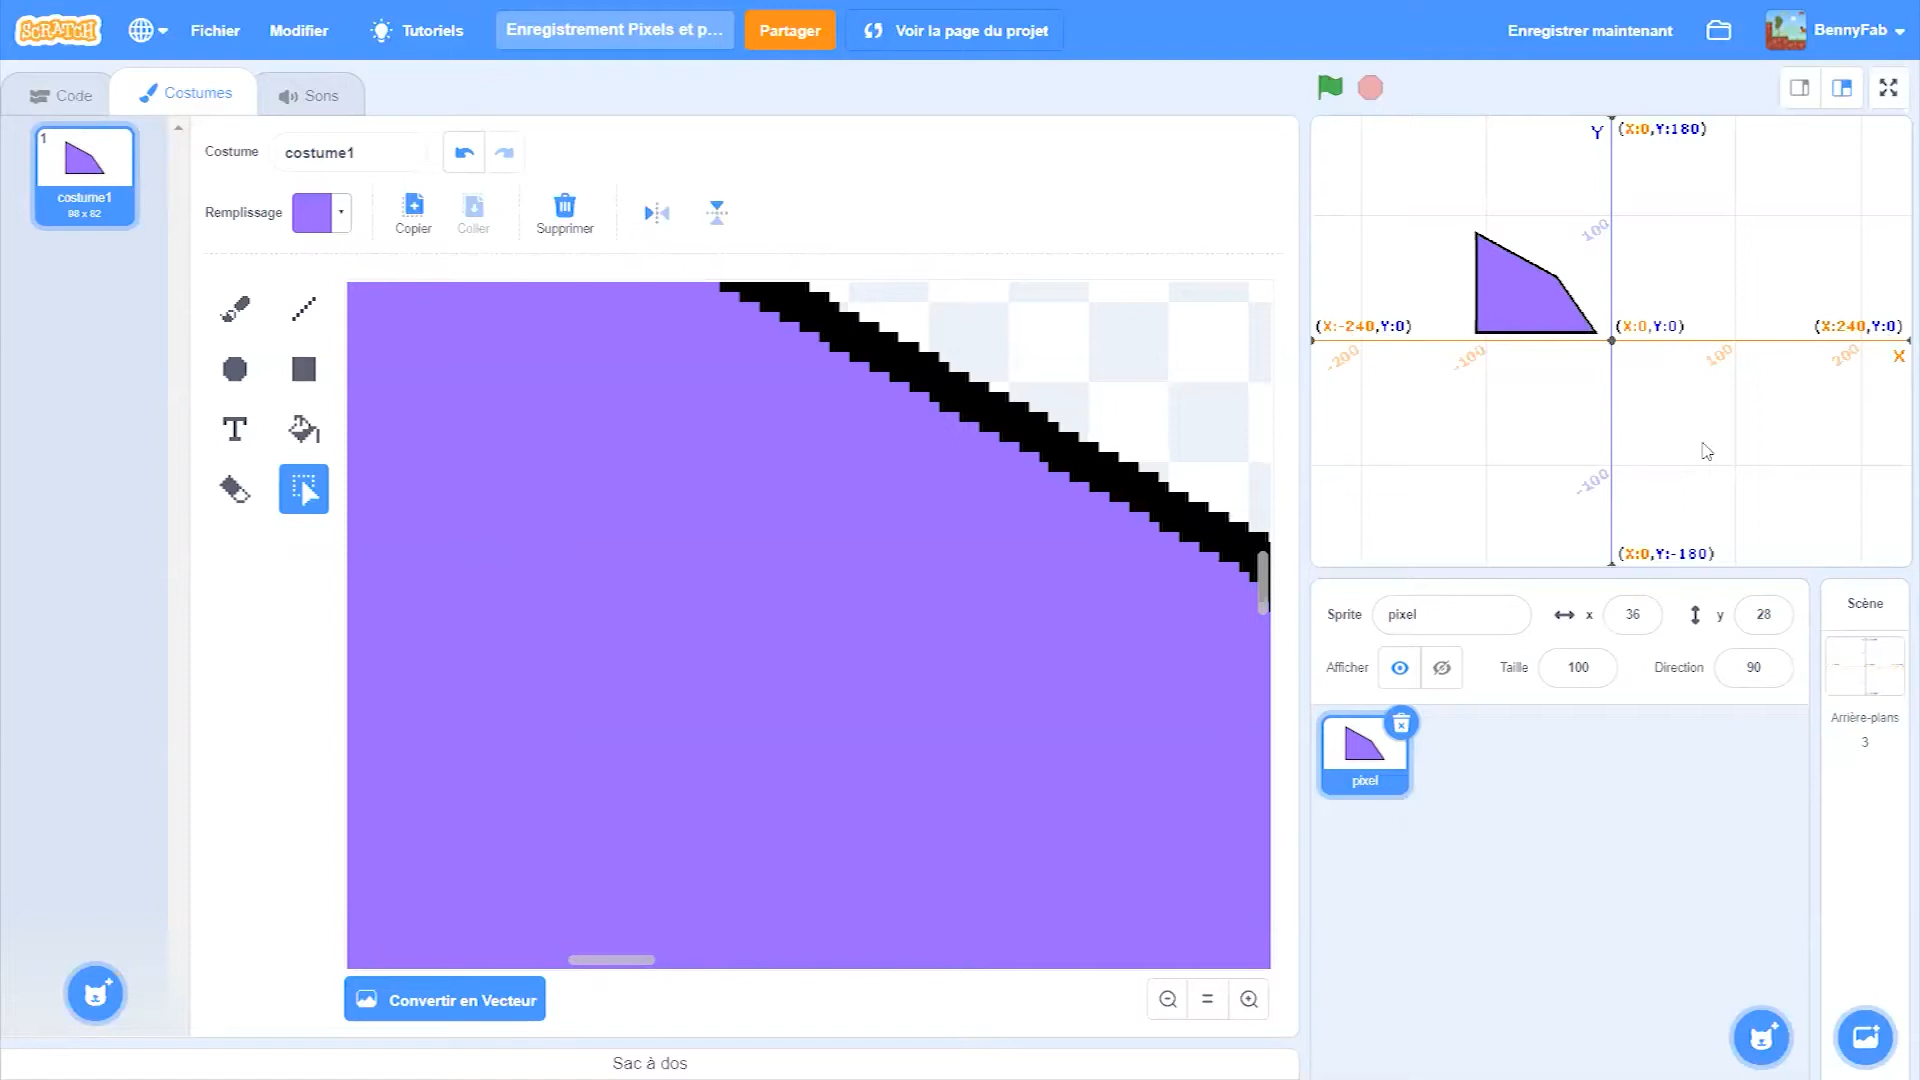 SCRATCH Fichier Modifier Tutoriels Enregistrement Pixels et p... Partager Voir la page du projet Enregistrer maintenant BennyFab
Code Costumes Sons
1
costume1
98 x 82
Costume costume1
Remplissage Copier Coller Supprimer
T
Convertir en Vecteur
Sac à dos
Y (X:0,Y:180)
100
(X:-240,Y:0) (X:0,Y:0) (X:240,Y:0)
-200 -100 100 200 X
-100
(X:0,Y:-180)
Sprite pixel x 36 y 28
Afficher Taille 100 Direction 90
pixel
Scène
Arrière-plans
3